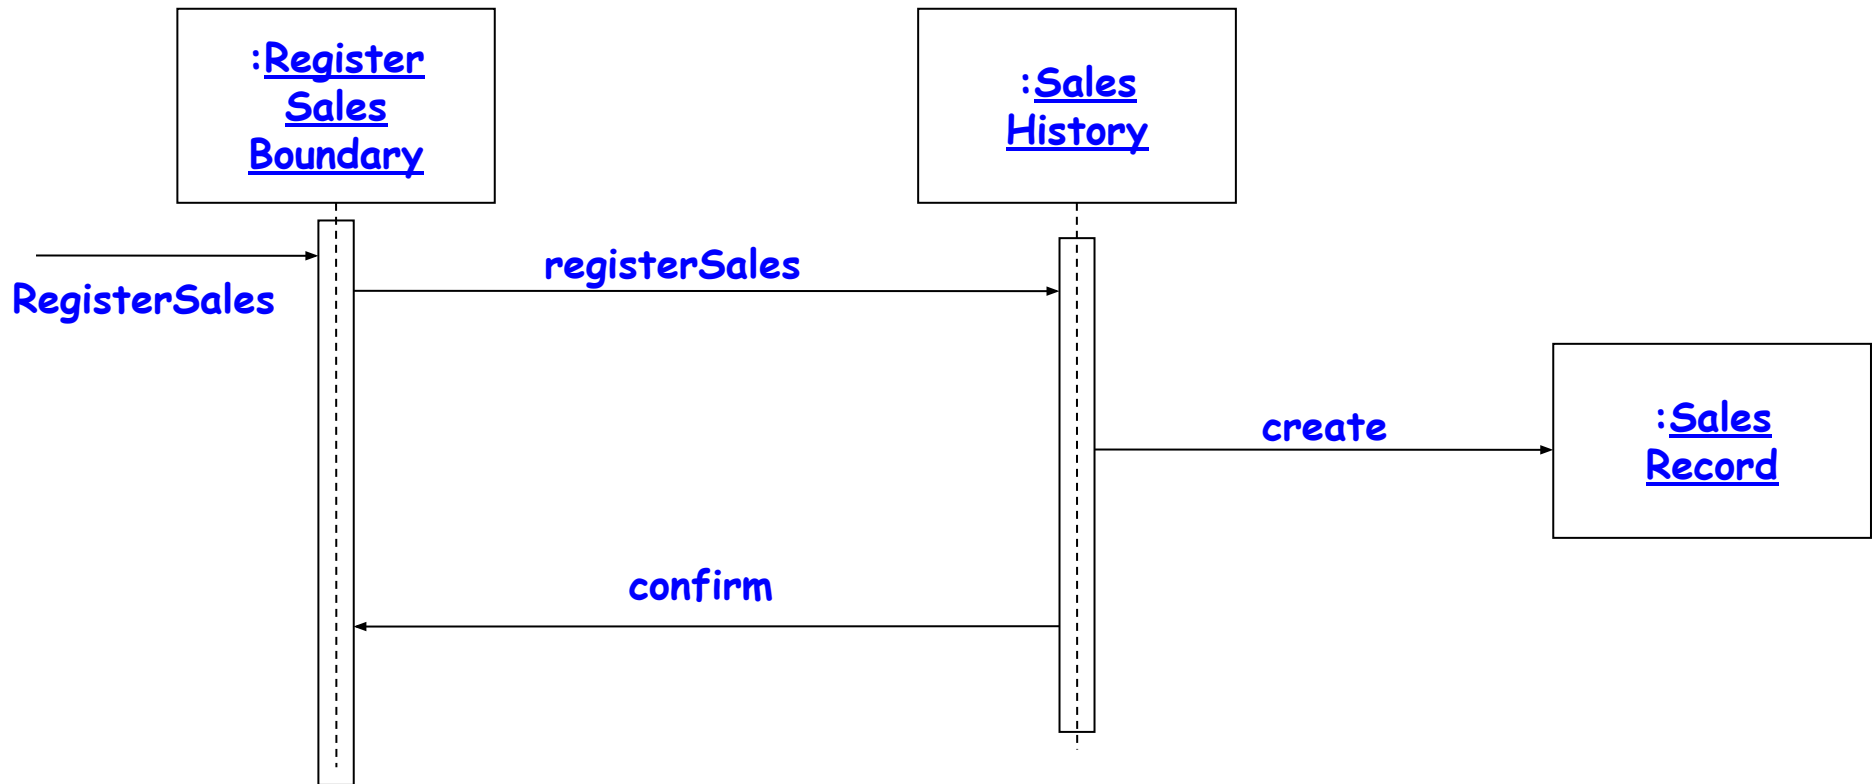 :Register
Sales
Boundary
:Sales
History
registerSales
RegisterSales
create
:Sales
Record
confirm